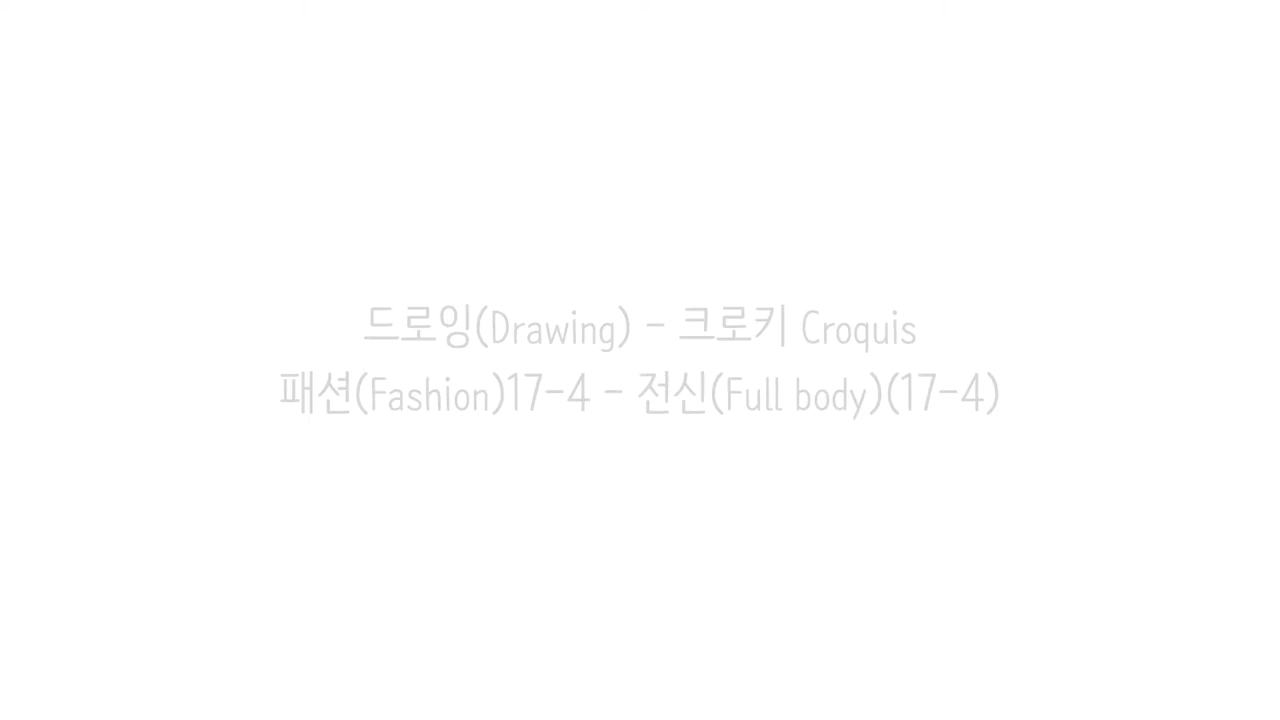 드로잉(Drawing) - 크로키 Croquis
패션(Fashion)17-4 - 전신(Full body)(17-4)